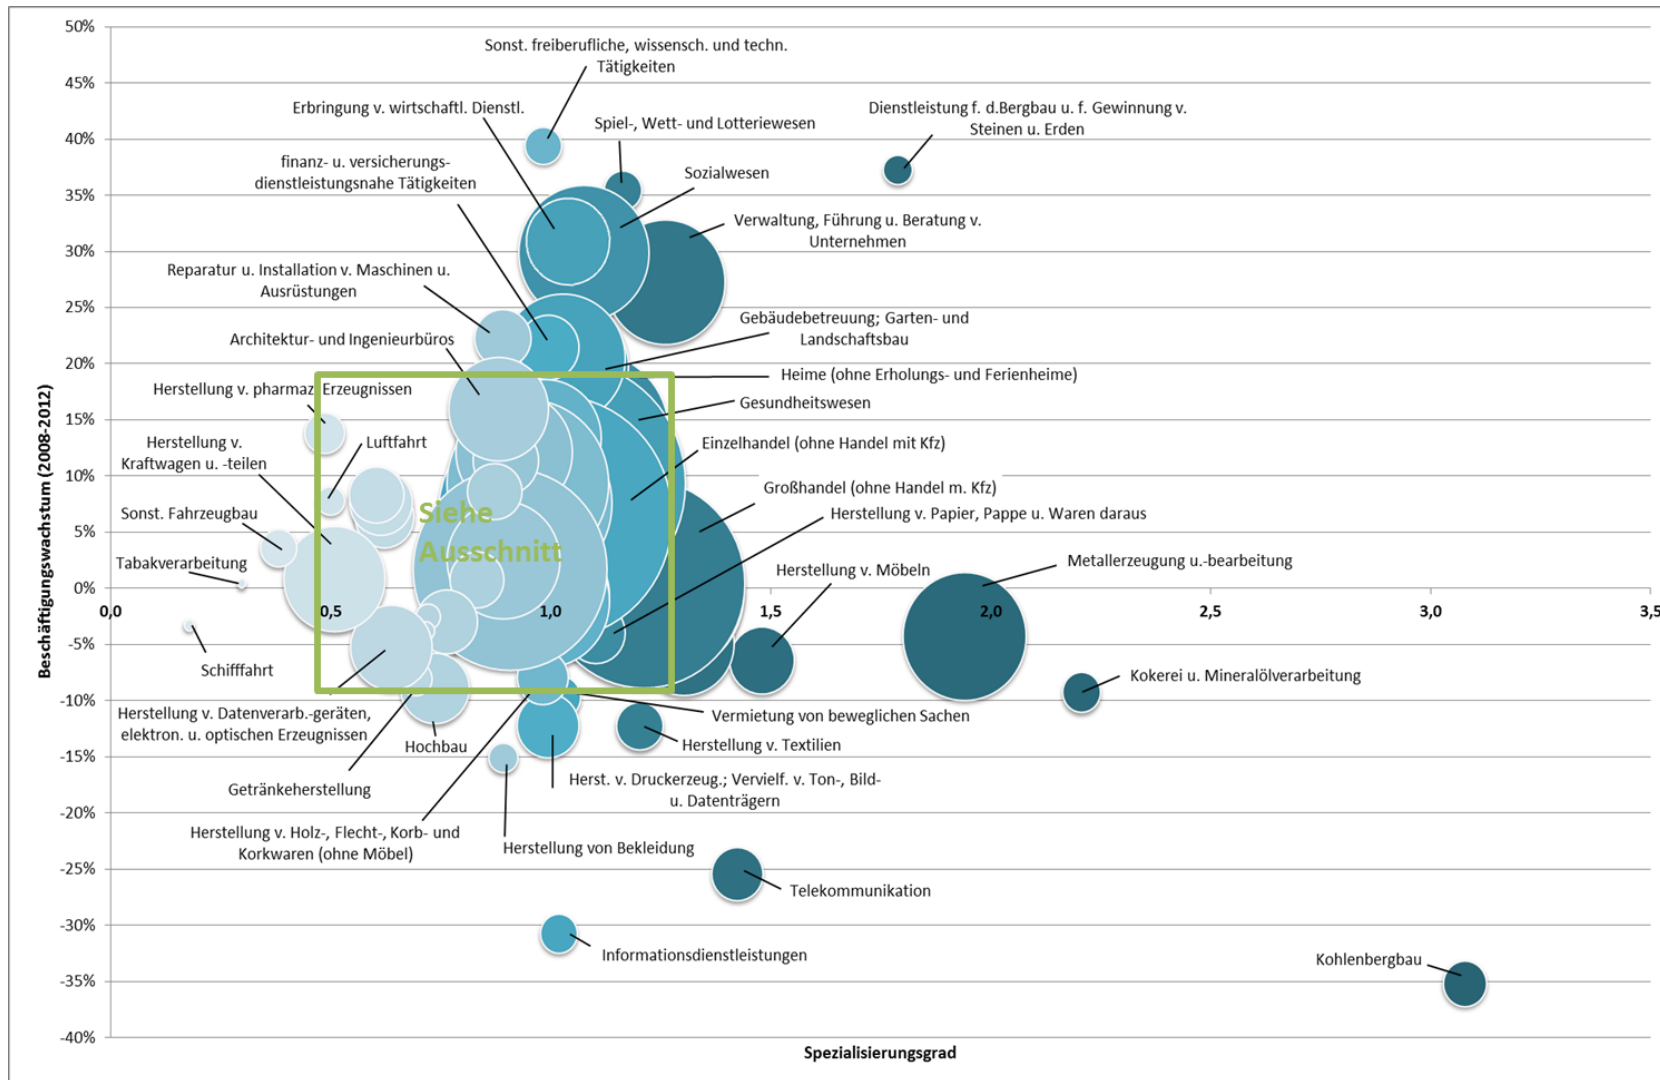 50%
45%
40%
35%
30%
25%
20%
15%
10%
5%
0%
-5%
-10%
-15%
-20%
-25%
-30%
-35%
-40%
Beschäftigungswachstum (2008-2012)
Sonst. freiberufliche, wissensch. und techn.
Tätigkeiten
Erbringung v. wirtschaftl. Dienstl.
Spiel-, Wett- und Lotteriewesen
Dienstleistung f. d.Bergbau u. f. Gewinnung v.
Steinen u. Erden
finanz- u. versicherungs-
dienstleistungsnahe Tätigkeiten
Sozialwesen
Verwaltung, Führung u. Beratung v.
Unternehmen
Reparatur u. Installation v. Maschinen u.
Ausrüstungen
Architektur- und Ingenieurbüros
Gebäudebetreuung; Garten- und
Landschaftsbau
Heime (ohne Erholungs- und Ferienheime)
Herstellung v. pharmaz. Erzeugnissen
Gesundheitswesen
Herstellung v.
Kraftwagen u. -teilen
Luftfahrt
Einzelhandel (ohne Handel mit Kfz)
Großhandel (ohne Handel m. Kfz)
Sonst. Fahrzeugbau
Siehe
Ausschnitt
Herstellung v. Papier, Pappe u. Waren daraus
Tabakverarbeitung
Herstellung v. Möbeln
Metallerzeugung u.-bearbeitung
0,0
0,5
1,0
1,5
2,0
2,5
3,0
3,5
Schifffahrt
Kokerei u. Mineralölverarbeitung
Herstellung v. Datenverarb.-geräten,
elektron. u. optischen Erzeugnissen
Hochbau
Vermietung von beweglichen Sachen
Herstellung v. Textilien
Getränkeherstellung
Herst. v. Druckerzeug.; Vervielf. v. Ton-, Bild-
u. Datenträgern
Herstellung v. Holz-, Flecht-, Korb- und
Korkwaren (ohne Möbel)
Herstellung von Bekleidung
Telekommunikation
Informationsdienstleistungen
Kohlenbergbau
Spezialisierungsgrad